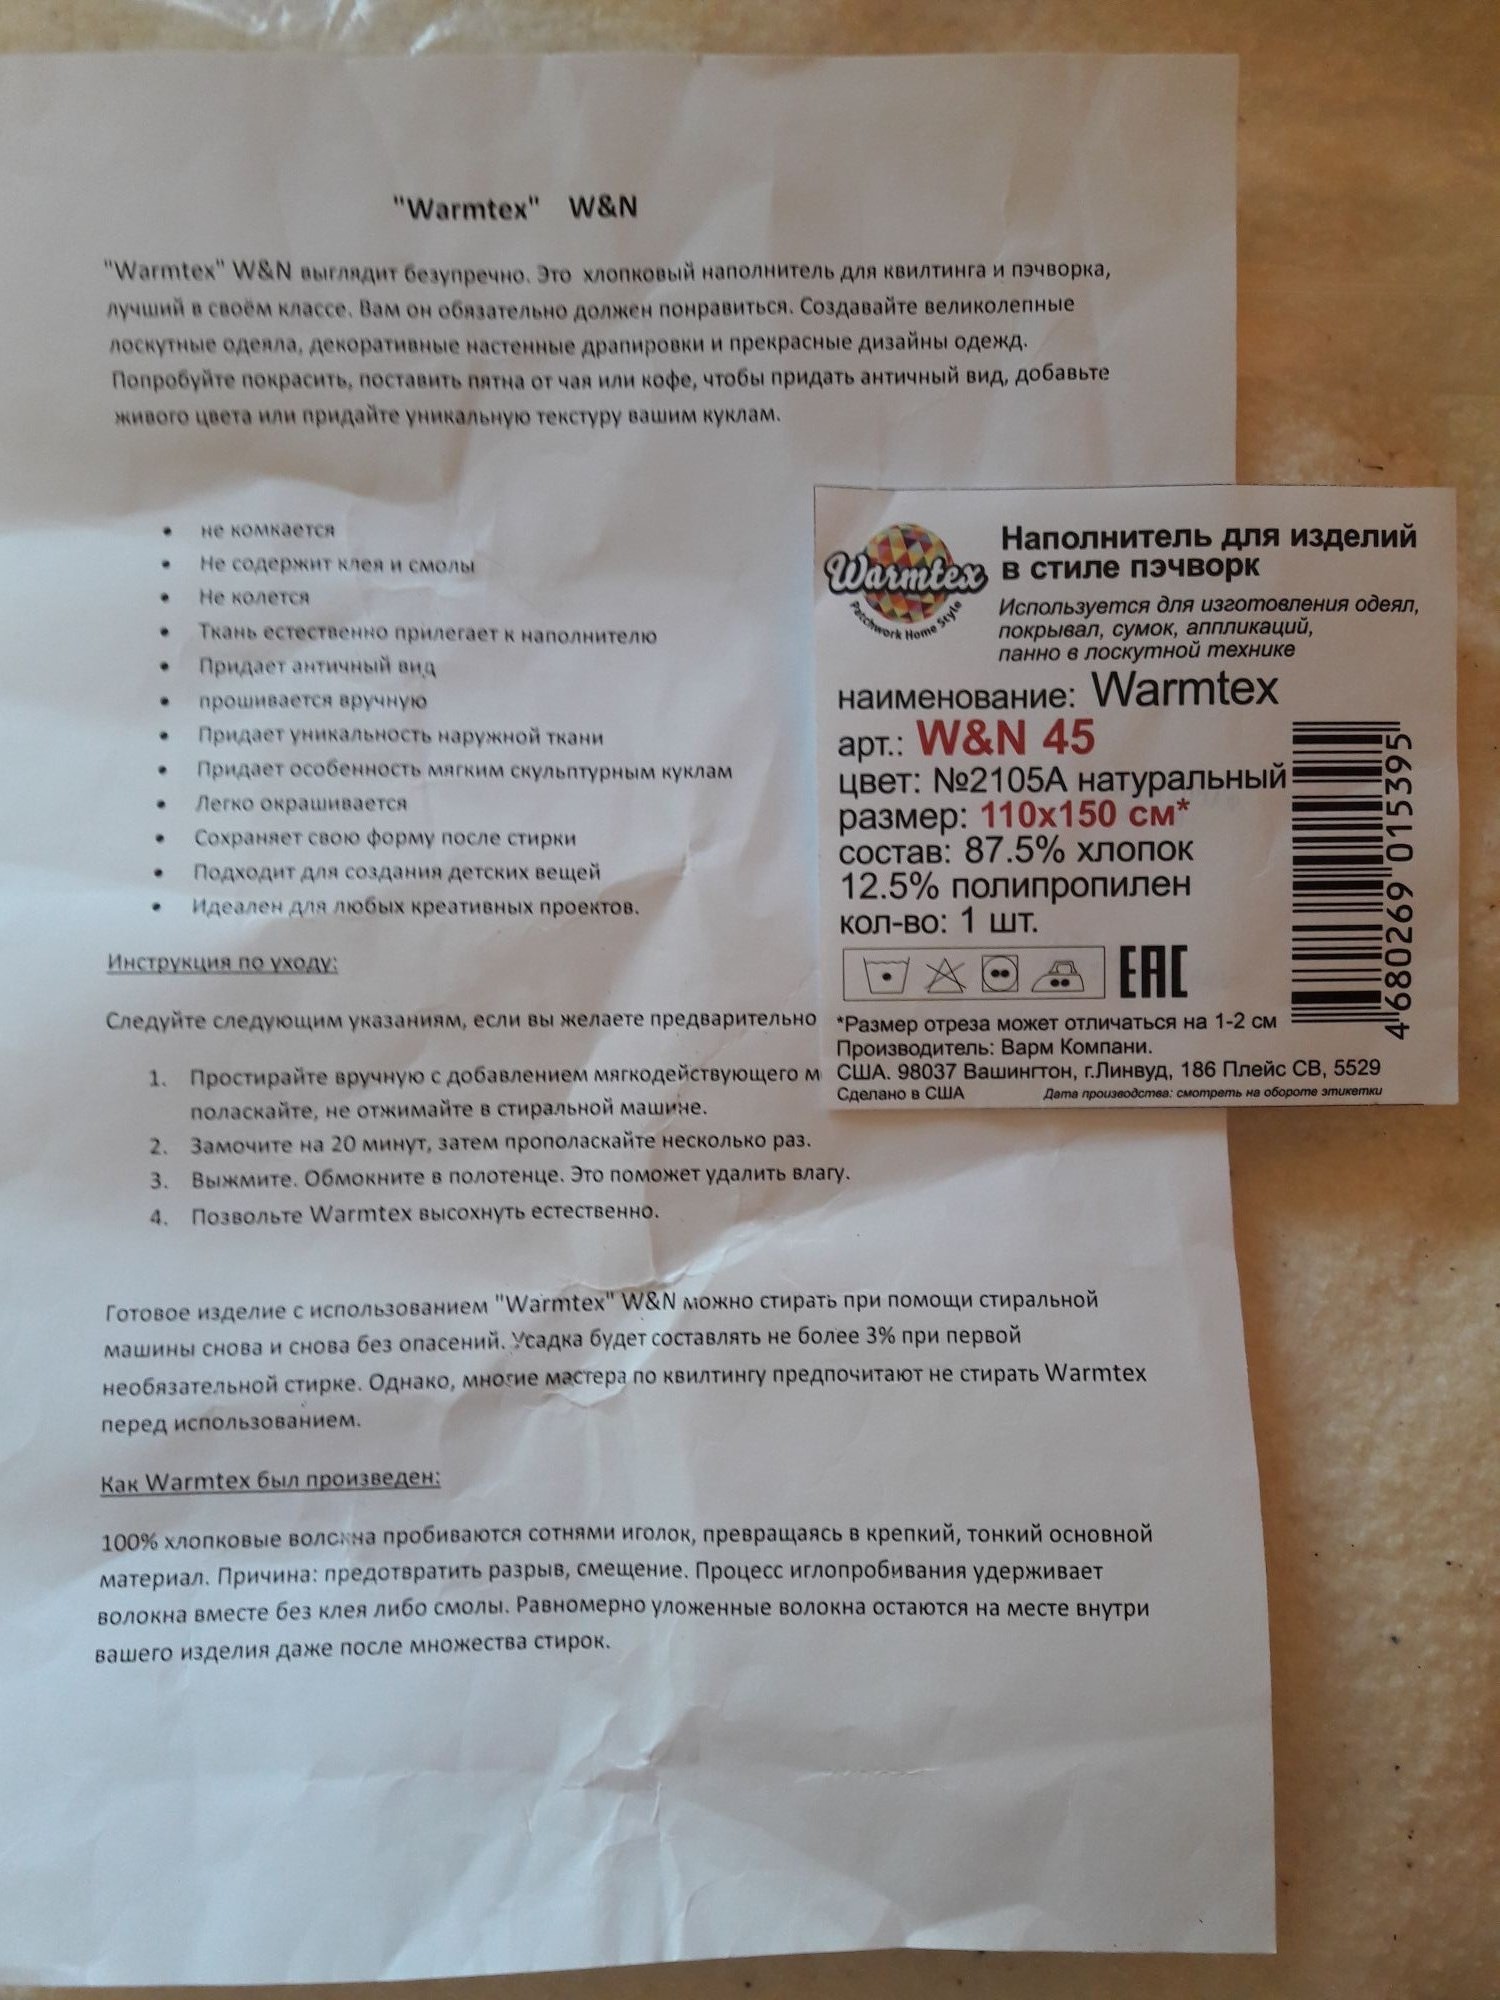 "Warmtex" W&N
"Warmtex" W&N выглядит безупречно. Это хлопковый наполнитель для квилтинга и пэчворка,
лучший в своём классе. Вам он обязательно должен понравиться. Создавайте великолепные
лоскутные одеяла, декоративные настенные драпировки и прекрасные дизайны одежд.
Попробуйте покрасить, поставить пятна от чая или кофе, чтобы придать античный вид, добавьте
живого цвета или придайте уникальную текстуру вашим куклам.
• не комкается
• Не содержит клея и смолы
• Не колется
• Ткань естественно прилегает к наполнителю
• Придает античный вид
• прошивается вручную
• Придает уникальность наружной ткани
• Придает особенность мягким скульптурным куклам
• Легко окрашивается
• Сохраняет свою форму после стирки
• Подходит для создания детских вещей
• Идеален для любых креативных проектов.
Инструкция по уходу:
Следуйте следующим указаниям, если вы желаете предварительно
1. Простирайте вручную с добавлением мягкодействующего м
поласкайте, не отжимайте в стиральной машине.
2. Замочите на 20 минут, затем прополаскайте несколько раз.
3. Выжмите. Обмокните в полотенце. Это поможет удалить влагу.
4. Позвольте Warmtex высохнуть естественно.
Готовое изделие с использованием "Warmtex" W&N можно стирать при помощи стиральной
машины снова и снова без опасений. Усадка будет составлять не более 3% при первой
необязательной стирке. Однако, многие мастера по квилтингу предпочитают не стирать Warmtex
перед использованием.
Как Warmtex был произведен:
100% хлопковые волокна пробиваются сотнями иголок, превращаясь в крепкий, тонкий основной
материал. Причина: предотвратить разрыв, смещение. Процесс иглопробивания удерживает
волокна вместе без клея либо смолы. Равномерно уложенные волокна остаются на месте внутри
вашего изделия даже после множества стирок.
Warmtex
Patchwork Home Style
Наполнитель для изделий
в стиле пэчворк
Используется для изготовления одеял,
покрывал, сумок, аппликаций,
панно в лоскутной технике
наименование: Warmtex
арт.: W&N 45
цвет: №2105А натуральный
размер: 110х150 см*
состав: 87.5% хлопок
12.5% полипропилен
кол-во: 1 шт.
EAC
*Размер отреза может отличаться на 1-2 см
Производитель: Варм Компани.
США. 98037 Вашингтон, г.Линвуд, 186 Плейс СВ, 5529
Сделано в США Дата производства: смотреть на обороте этикетки
4 680269 015395